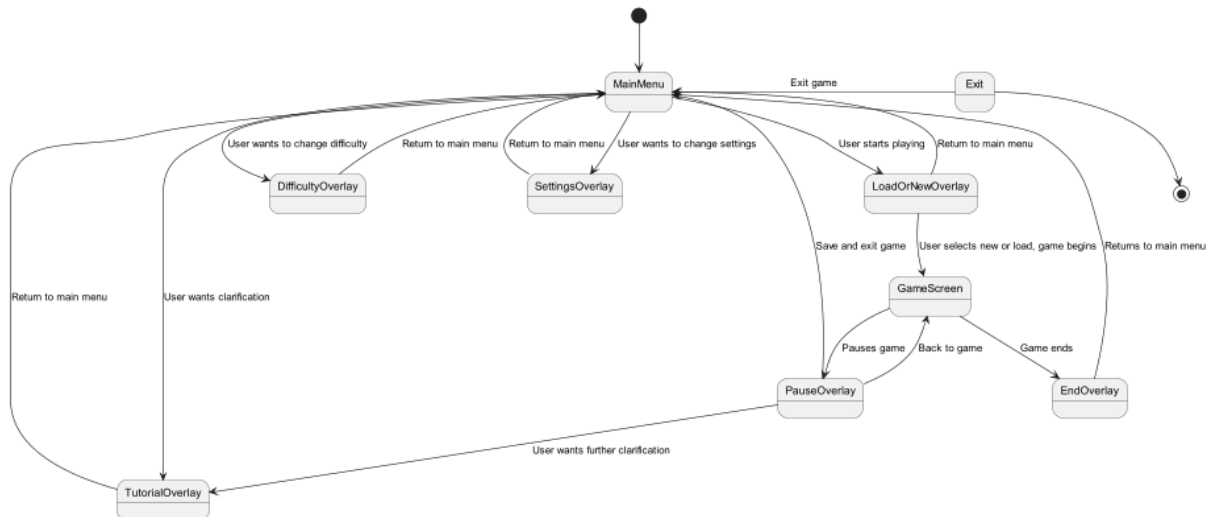 MainMenu
Exit game
Exit
User wants to change difficulty
Return to main menu
Return to main menu
User wants to change settings
User starts playing
Return to main menu
DifficultyOverlay
SettingsOverlay
LoadOrNewOverlay
Save and exit game
User selects new or load, game begins
Returns to main menu
GameScreen
Return to main menu
User wants clarification
Pauses game
Back to game
Game ends
PauseOverlay
EndOverlay
User wants further clarification
TutorialOverlay